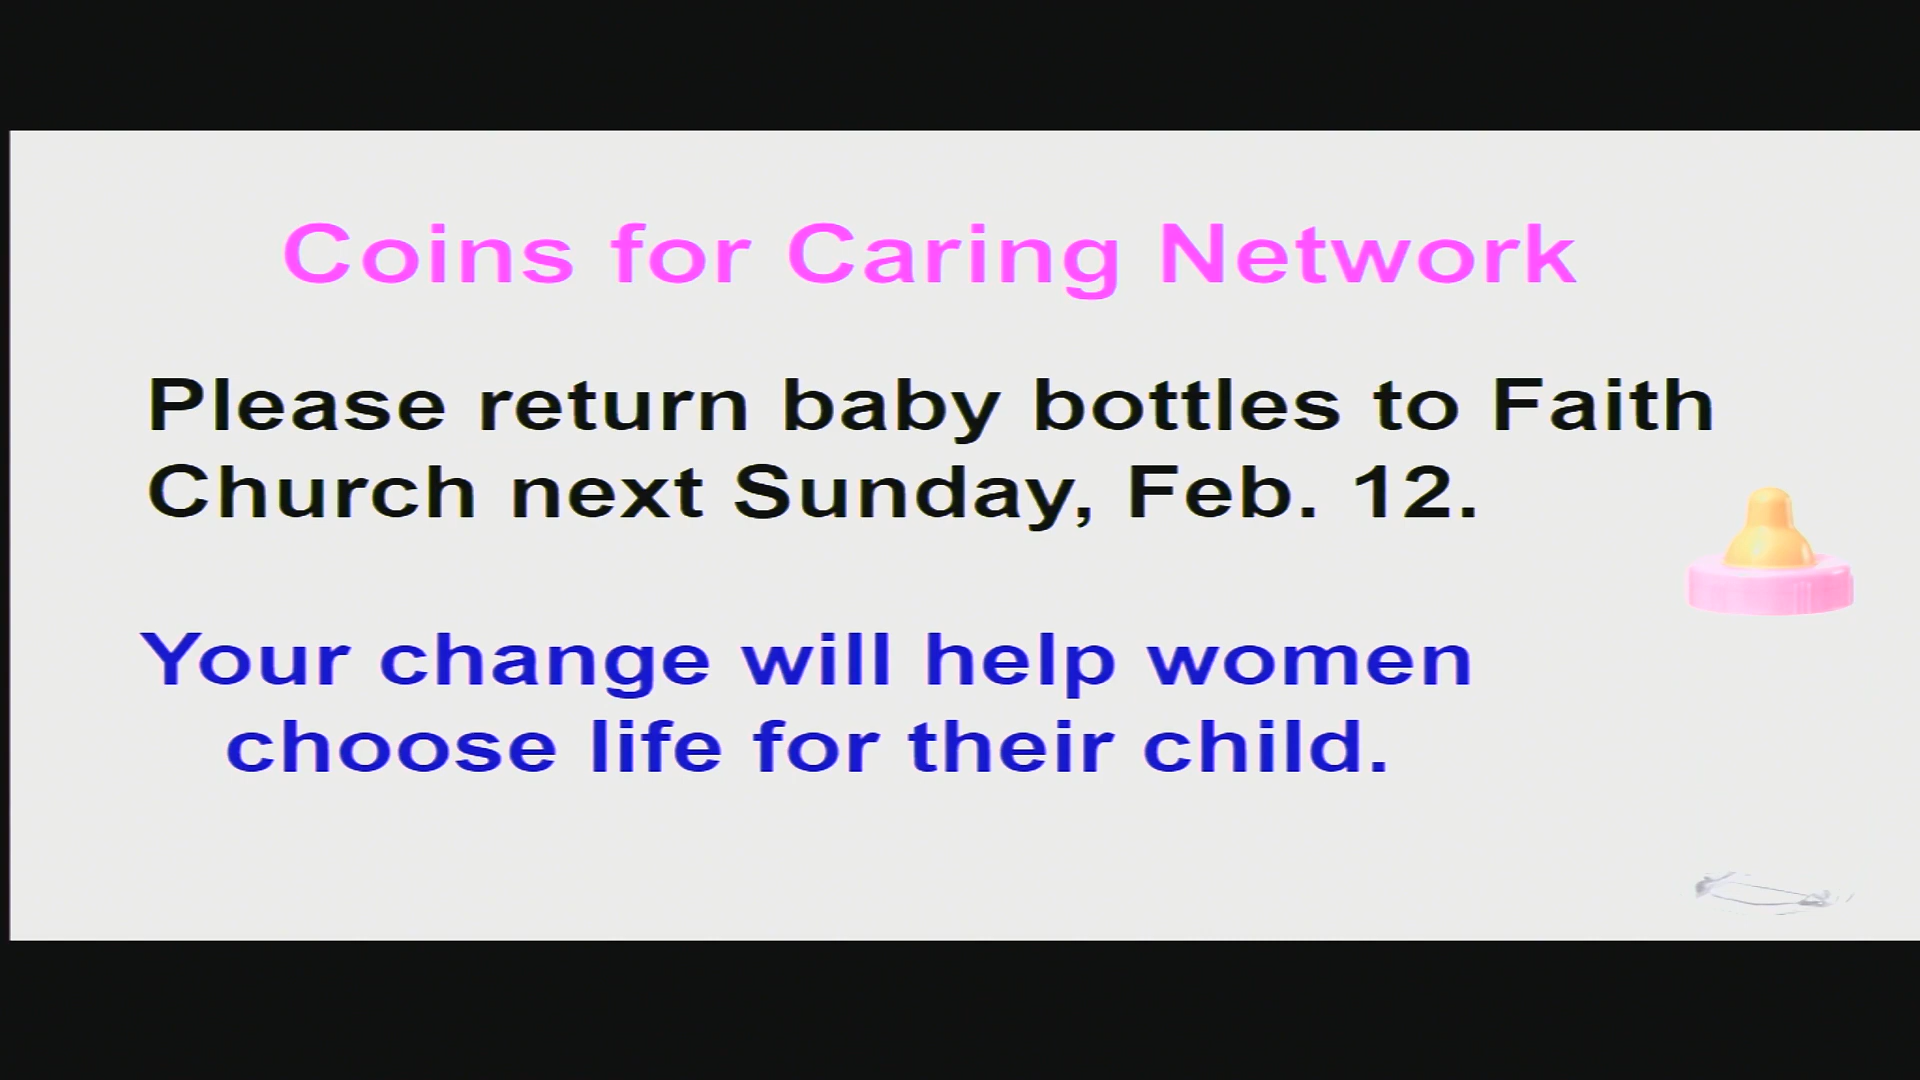 Coins for Caring Network
Please return baby bottles to Faith
Church next Sunday, Feb. 12.
Your change will help women
choose life for their child.